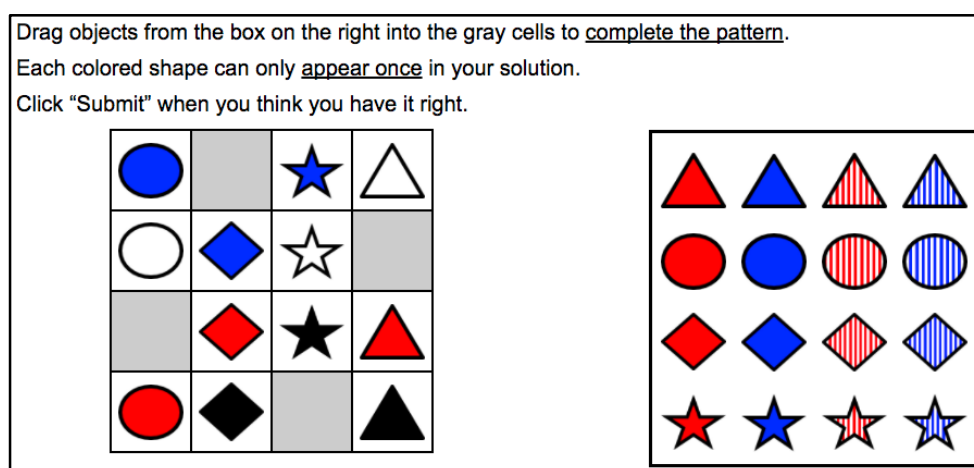 Drag objects from the box on the right into the gray cells to complete the pattern.
Each colored shape can only appear once in your solution.
Click “Submit” when you think you have it right.